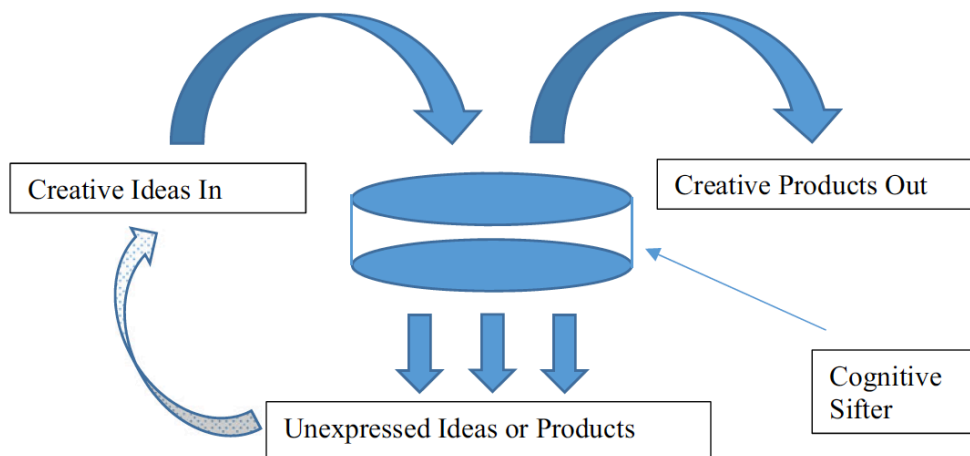 Creative Ideas In
Creative Products Out
Cognitive
Sifter
Unexpressed Ideas or Products